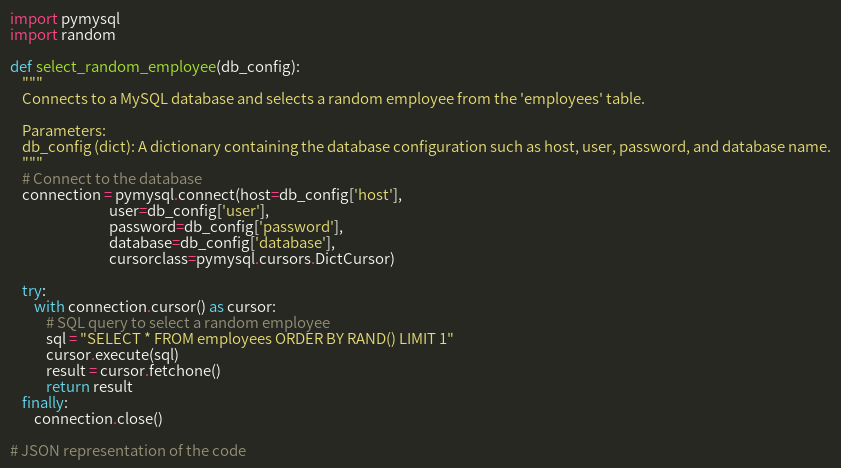 import pymysql
import random

def select_random_employee(db_config):
    """
    Connects to a MySQL database and selects a random employee from the 'employees' table.

    Parameters:
    db_config (dict): A dictionary containing the database configuration such as host, user, password, and database name.
    """
    # Connect to the database
    connection = pymysql.connect(host=db_config['host'],
                                 user=db_config['user'],
                                 password=db_config['password'],
                                 database=db_config['database'],
                                 cursorclass=pymysql.cursors.DictCursor)

    try:
        with connection.cursor() as cursor:
            # SQL query to select a random employee
            sql = "SELECT * FROM employees ORDER BY RAND() LIMIT 1"
            cursor.execute(sql)
            result = cursor.fetchone()
            return result
    finally:
        connection.close()

# JSON representation of the code